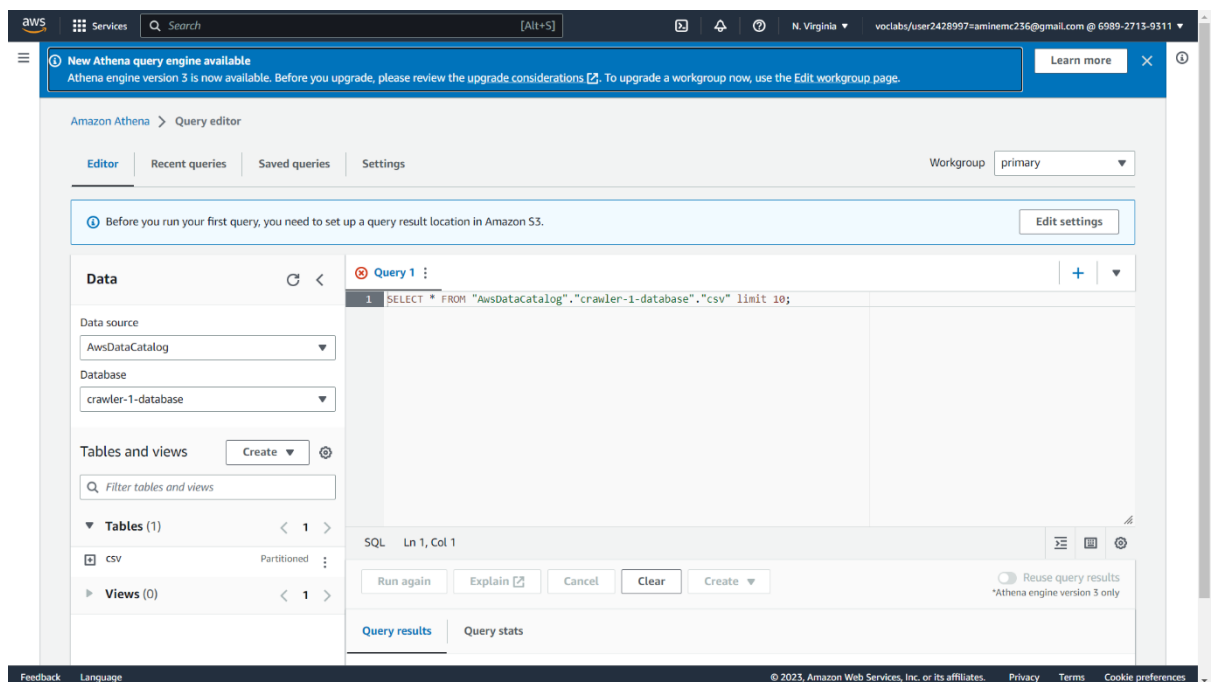 aws
Services
Search
[Alt+S]
N. Virginia
voclabs/user2428997=aminemc236@gmail.com @ 6989-2713-9311
New Athena query engine available
Athena engine version 3 is now available. Before you upgrade, please review the upgrade considerations. To upgrade a workgroup now, use the Edit workgroup page.
Learn more
Amazon Athena > Query editor
Editor
Recent queries
Saved queries
Settings
Workgroup
primary
Before you run your first query, you need to set up a query result location in Amazon S3.
Edit settings
Data
Data source
AwsDataCatalog
Database
crawler-1-database
Tables and views
Create
Filter tables and views
Tables (1)
< 1 >
csv
Partitioned
Views (0)
< 1 >
Query 1
1 SELECT * FROM "AwsDataCatalog"."crawler-1-database"."csv" limit 10;
SQL
Ln 1, Col 1
Run again
Explain
Cancel
Clear
Create
Reuse query results
*Athena engine version 3 only
Query results
Query stats
Feedback
Language
© 2023, Amazon Web Services, Inc. or its affiliates.
Privacy
Terms
Cookie preferences